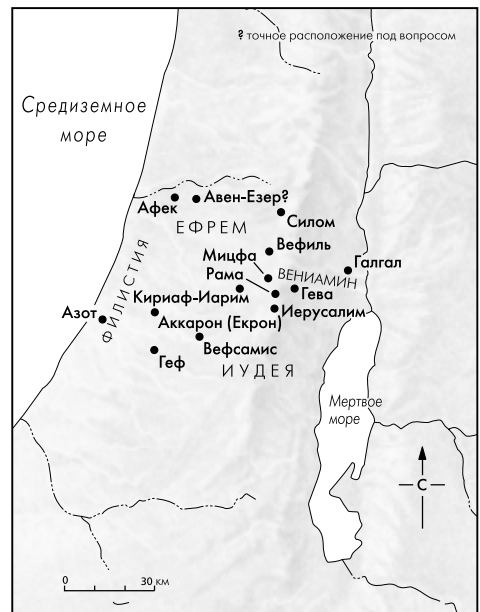 ? точное расположение под вопросом
Средиземное
море
Афек
Авен-Езер?
Силом
ЕФРЕМ
Вефиль
Мицфа
Галгал
Рама
ВЕНИАМИН
ФИЛИСТИЯ
Кириаф-Иарим
Гева
Азот
Иерусалим
Аккарон (Екрон)
Вефсамис
Геф
ИУДЕЯ
Мертвое
море
С
0 30 км